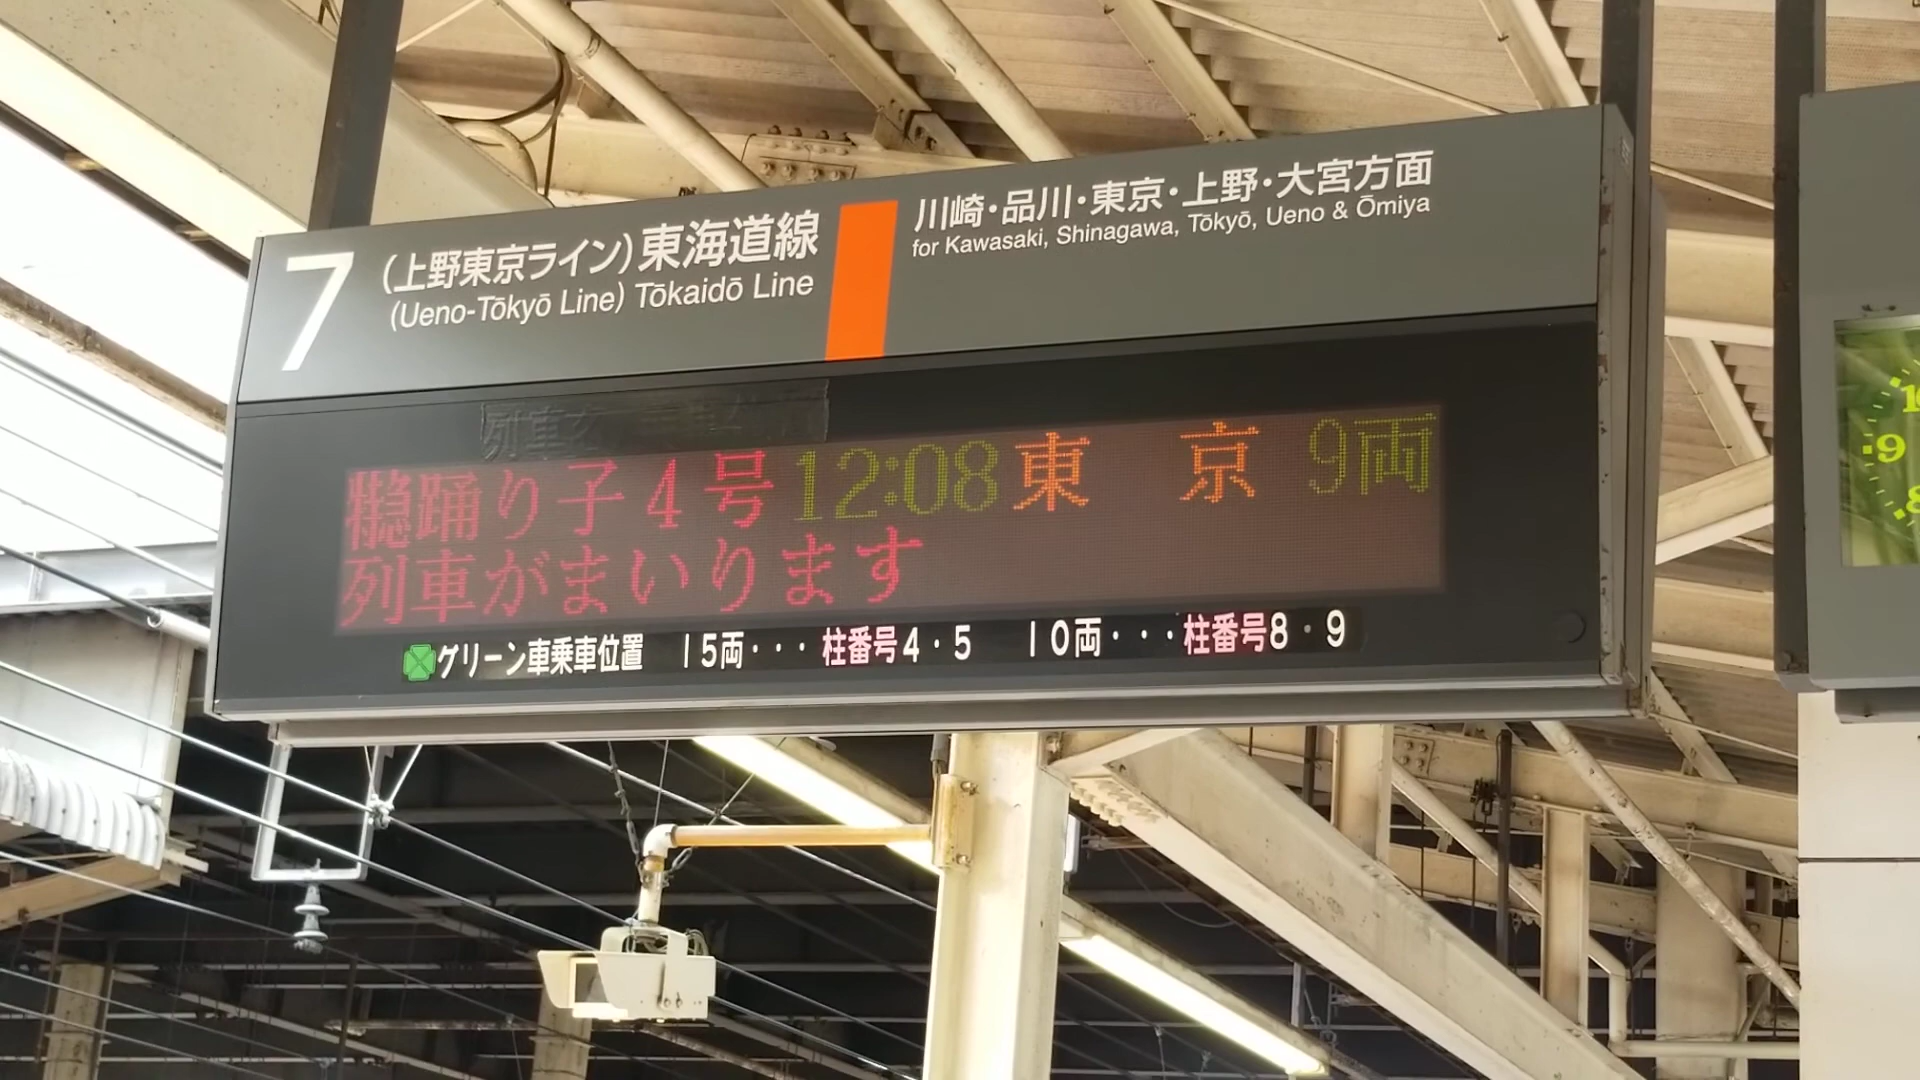 7 (上野東京ライン)東海道線
(Ueno-Tōkyō Line) Tōkaidō Line
川崎・品川・東京・上野・大宮方面
for Kawasaki, Shinagawa, Tōkyō, Ueno & Ōmiya
踊り子4号 12:08 東京 9両
列車がまいります
グリーン車乗車位置 15両・・・柱番号4・5 10両・・・柱番号8・9
9